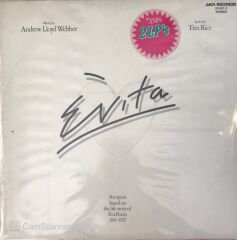 Music by
Andrew Lloyd Webber
Lyrics by
Tim Rice
MCA RECORDS
2 LP's
Evita
An opera
based on
the life story of
Eva Peron
1919-1952
CamScanner